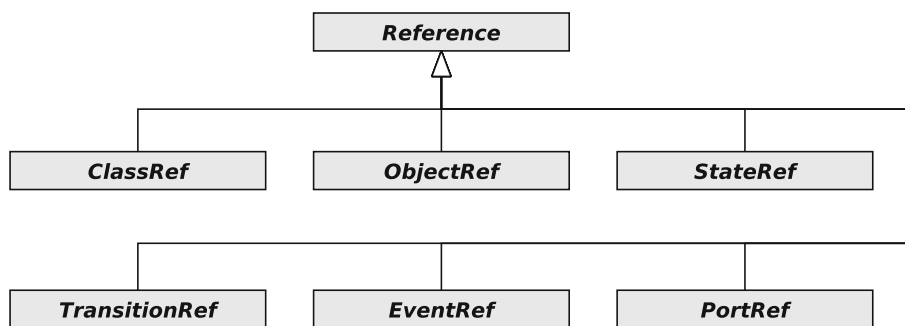 Reference
ClassRef
ObjectRef
StateRef
TransitionRef
EventRef
PortRef